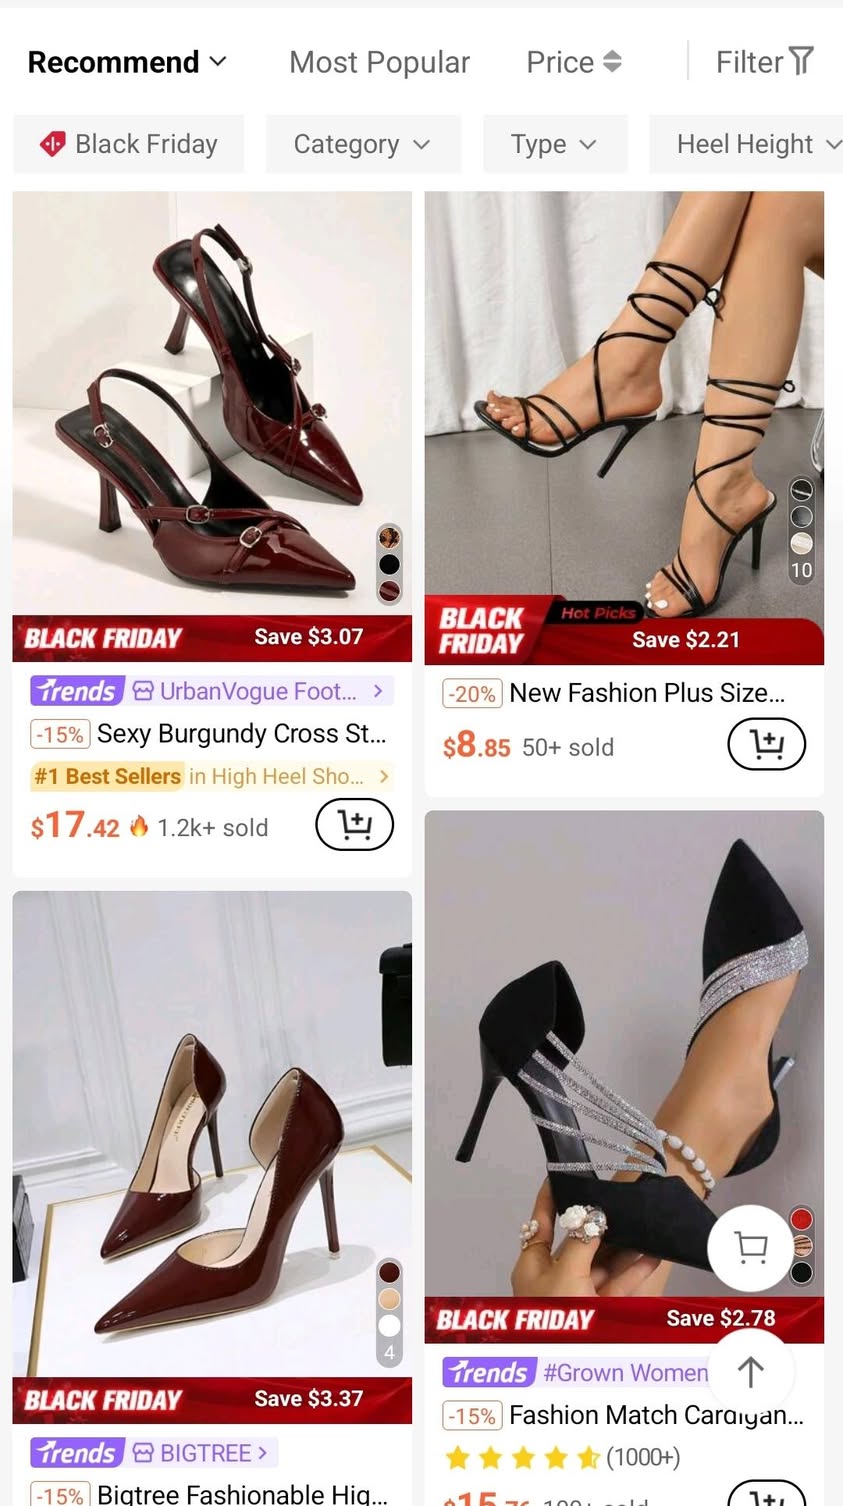 Recommend
Most Popular
Price
Filter
Black Friday
Category
Type
Heel Height
BLACK FRIDAY
Save $3.07
Trends
UrbanVogue Foot...
-15% Sexy Burgundy Cross St...
#1 Best Sellers in High Heel Sho...
$17.42
1.2k+ sold
10
BLACK FRIDAY
Hot Picks
Save $2.21
-20% New Fashion Plus Size...
$8.85
50+ sold
4
BLACK FRIDAY
Save $3.37
Trends
BIGTREE
-15% Bigtree Fashionable Hig...
BLACK FRIDAY
Save $2.78
Trends
#Grown Women
-15% Fashion Match Cardigan...
(1000+)
$15.76
100+ sold